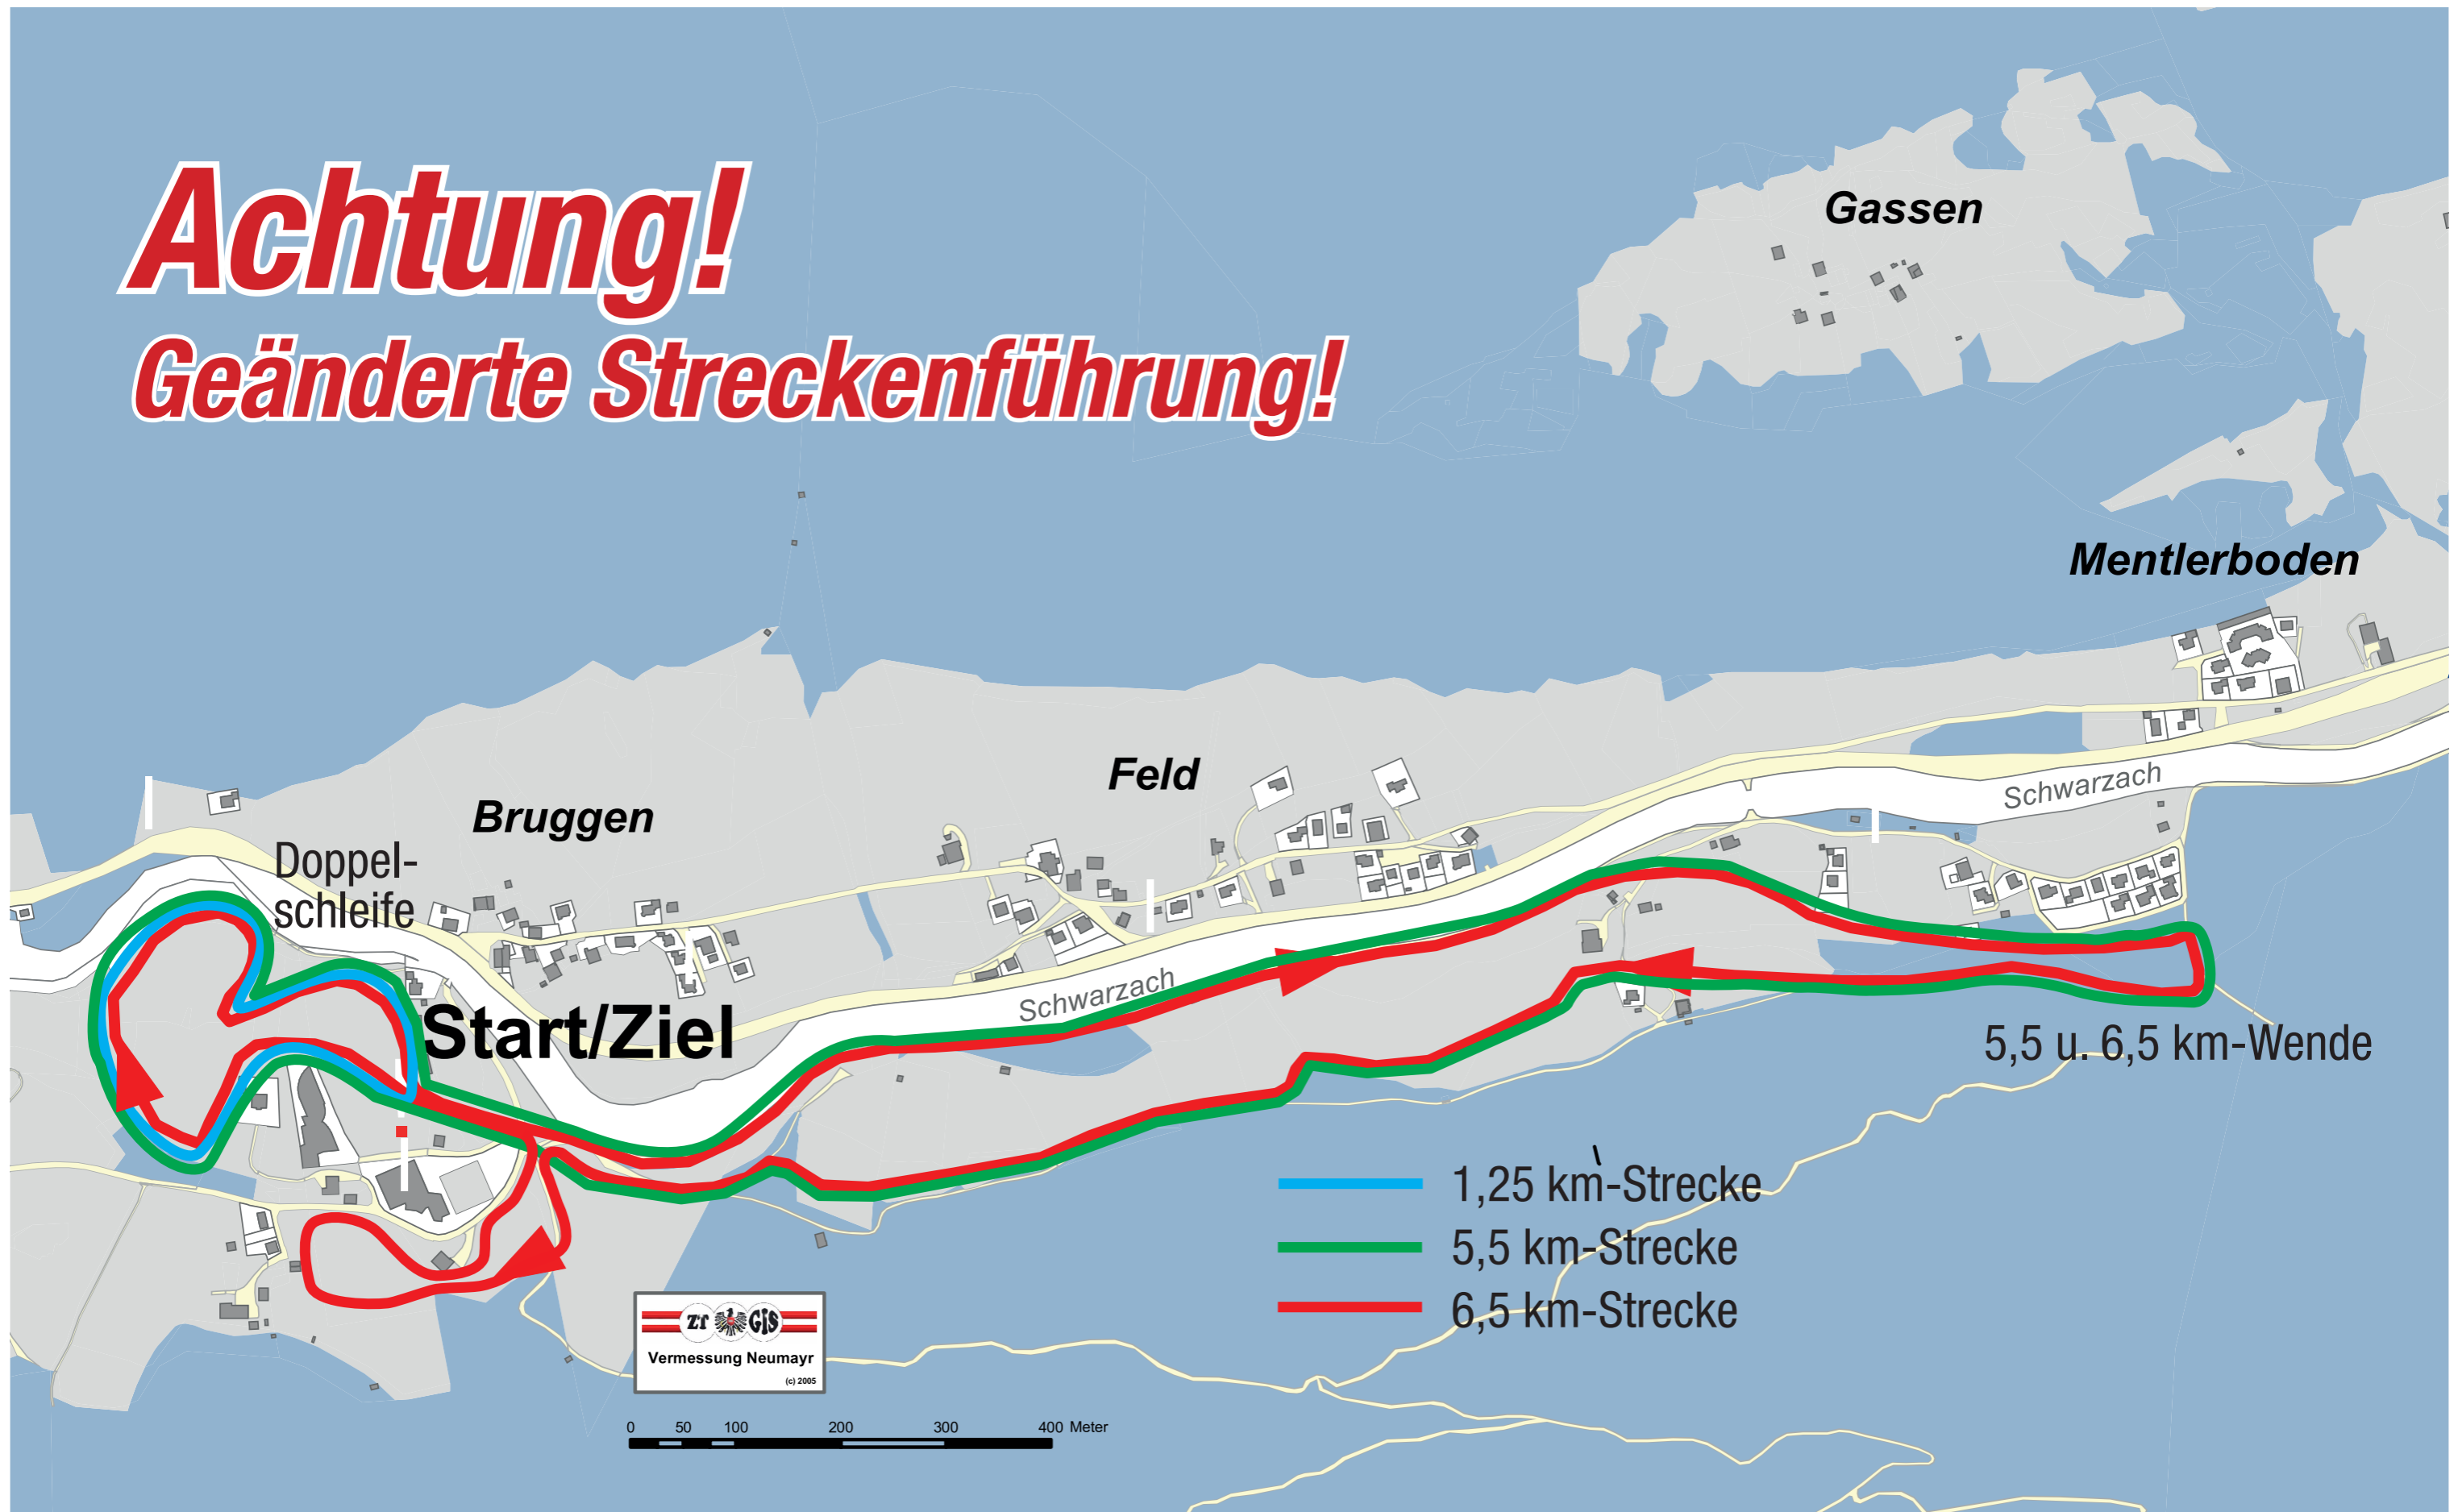 Achtung!
Geänderte Streckenführung!
Gassen
Mentlerboden
Feld
Bruggen
Doppel-
schleife
Schwarzach
Schwarzach
Start/Ziel
5,5 u. 6,5 km-Wende
1,25 km-Strecke
5,5 km-Strecke
6,5 km-Strecke
ZT GIS
Vermessung Neumayr
(c) 2005
0 50 100 200 300 400 Meter